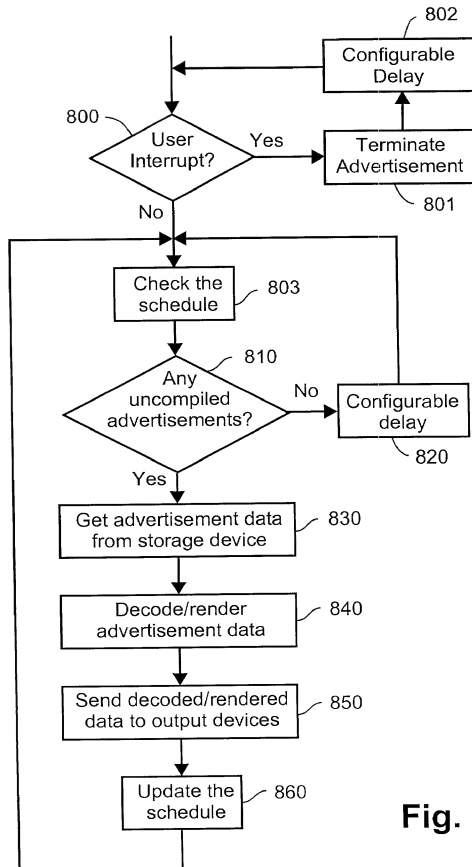 802
Configurable
Delay
800
User
Interrupt?
Yes
Terminate
Advertisement
801
No
Check the
schedule
803
810
Any
uncompiled
advertisements?
No
Configurable
delay
820
Yes
Get advertisement data
from storage device
830
Decode/render
advertisement data
840
Send decoded/rendered
data to output devices
850
Update the
schedule
860
Fig.